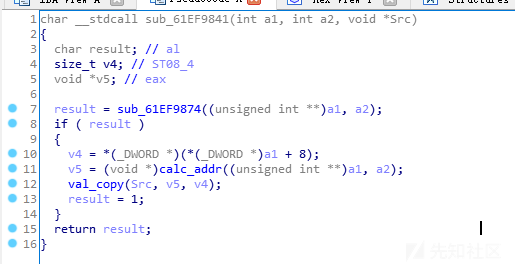 IDA View-A Pseudocode-A Hex View-1 Structures
1 char __stdcall sub_61EF9841(int a1, int a2, void *Src)
2 {
3 char result; // al
4 size_t v4; // ST08_4
5 void *v5; // eax
6
7 result = sub_61EF9874((unsigned int **)a1, a2);
8 if ( result )
9 {
10 v4 = *(_DWORD *)(*(_DWORD *)a1 + 8);
11 v5 = (void *)calc_addr((unsigned int **)a1, a2);
12 val_copy(Src, v5, v4);
13 result = 1;
14 }
15 return result;
16 }
先知社区